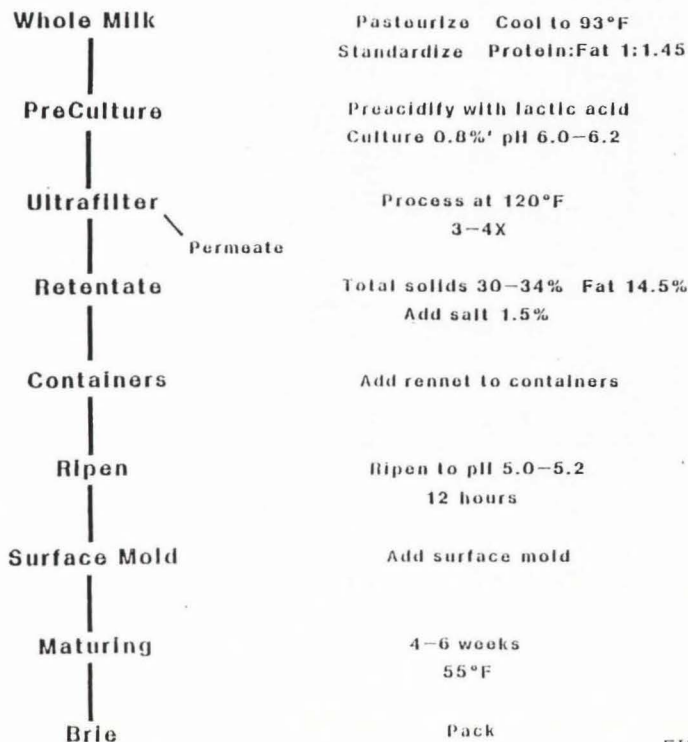 Whole Milk Pasteurize Cool to 93°F
Standardize Protein:Fat 1:1.45
PreCulture Preacidify with lactic acid
Culture 0.8%' pH 6.0–6.2
Ultrafilter Process at 120°F
3–4X
Permeate
Retentate Total solids 30–34% Fat 14.5%
Add salt 1.5%
Containers Add rennet to containers
Ripen Ripen to pH 5.0–5.2
12 hours
Surface Mold Add surface mold
Maturing 4–6 weeks
55°F
Brie Pack